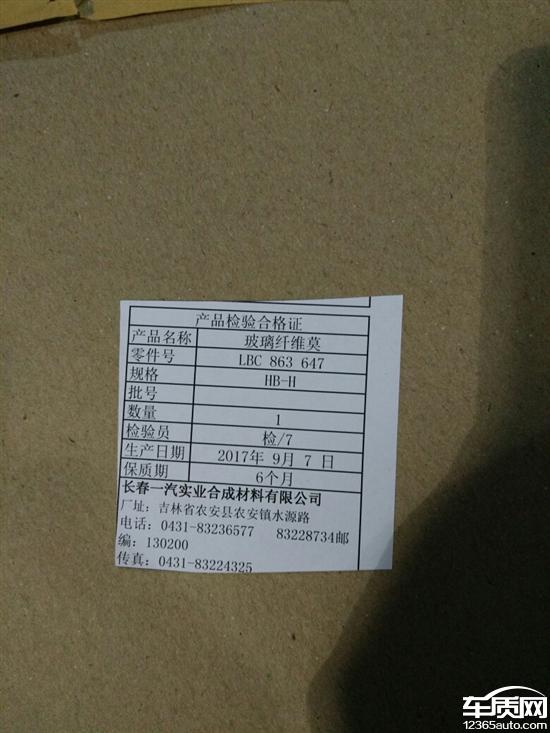 产品检验合格证
产品名称 玻璃纤维莫
零件号 LBC 863 647
规格 HB-H
批号
数量 1
检验员 检/7
生产日期 2017年 9月 7 日
保质期 6个月
长春一汽实业合成材料有限公司
厂址：吉林省农安县农安镇水源路
电话：0431-83236577 83228734邮
编：130200
传真：0431-83224325
车质网
12365auto.com